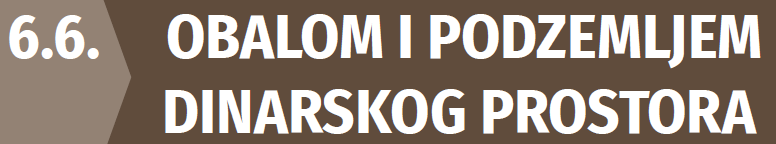 6.6. OBALOM I PODZEMLJEM
DINARSKOG PROSTORA